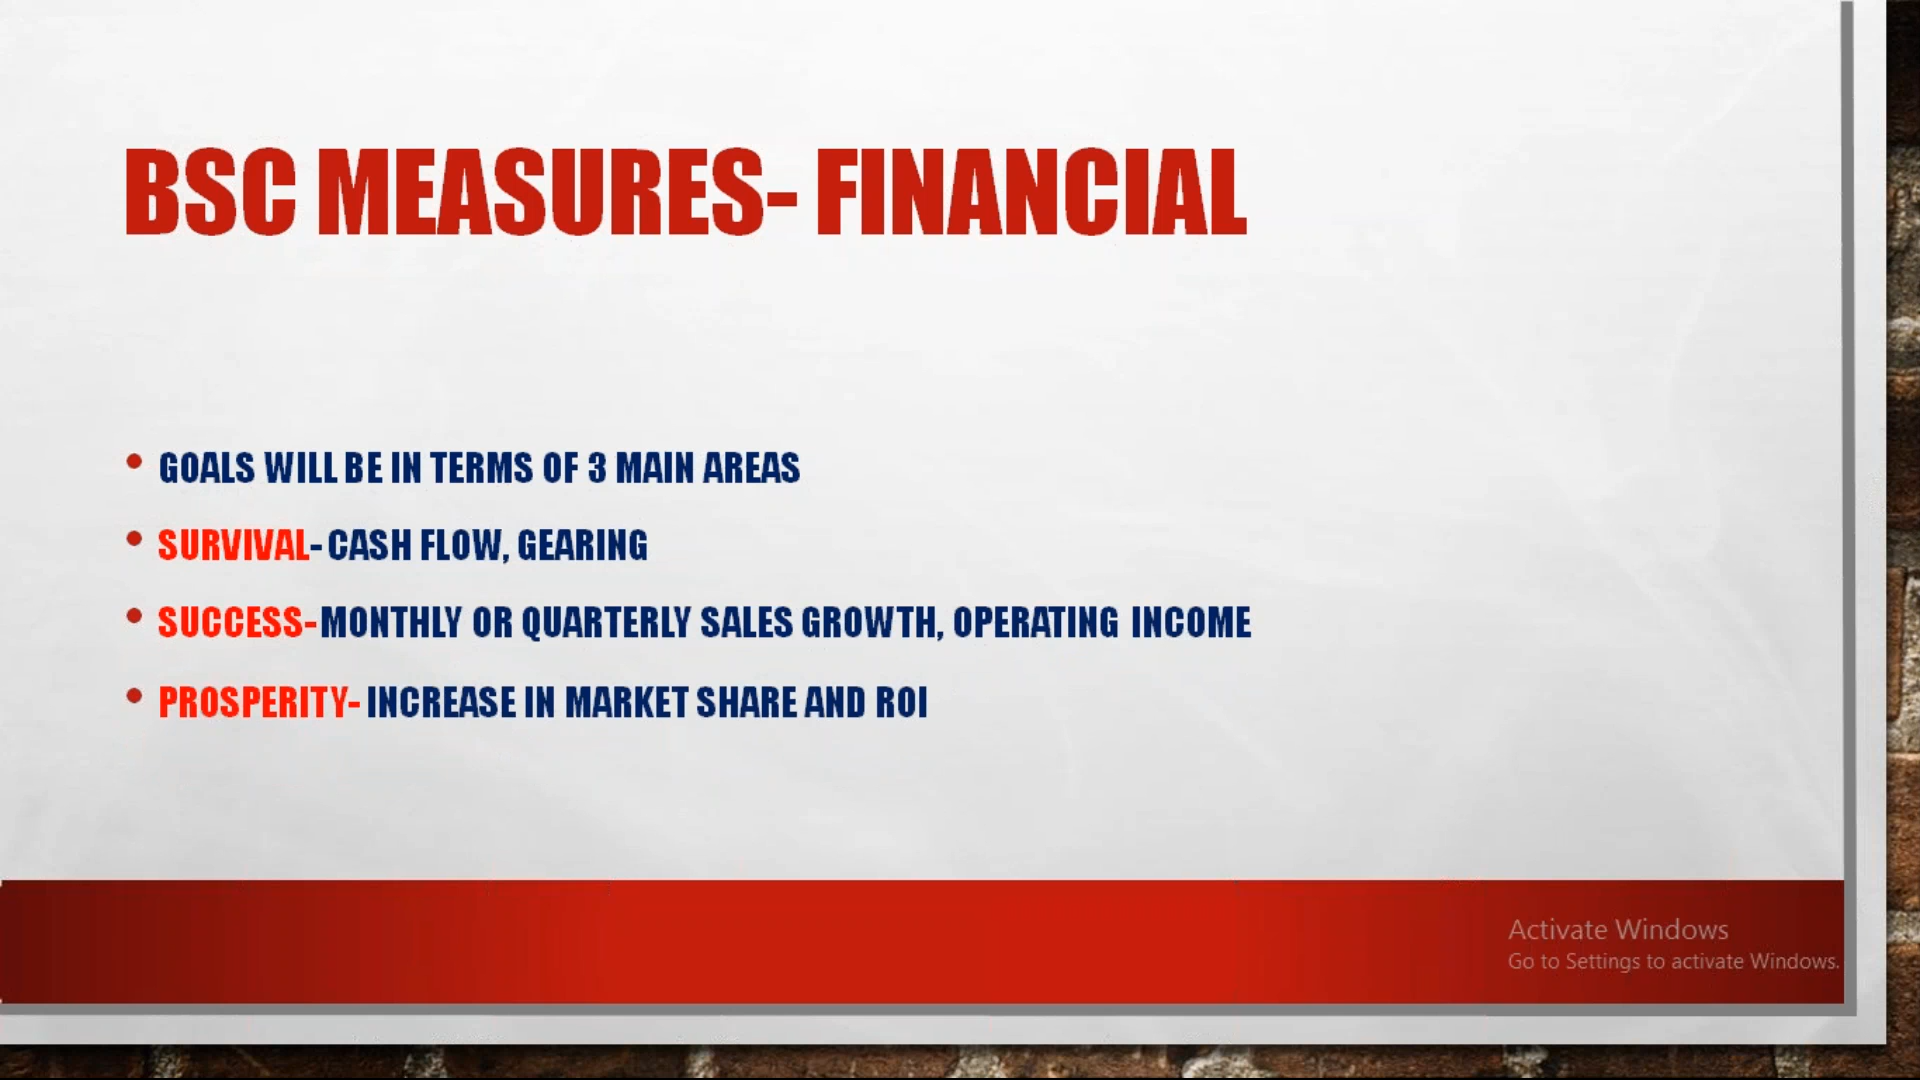 BSC MEASURES- FINANCIAL
• GOALS WILL BE IN TERMS OF 3 MAIN AREAS
• SURVIVAL- CASH FLOW, GEARING
• SUCCESS- MONTHLY OR QUARTERLY SALES GROWTH, OPERATING INCOME
• PROSPERITY- INCREASE IN MARKET SHARE AND ROI
Activate Windows
Go to Settings to activate Windows.